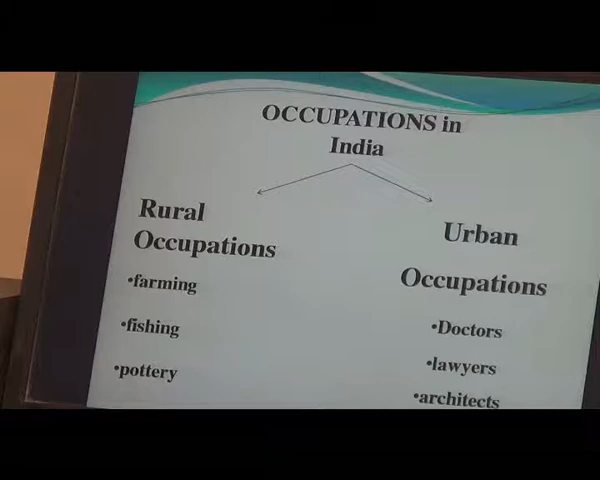 OCCUPATIONS in
India
Rural
Occupations
•farming
•fishing
•pottery
Urban
Occupations
•Doctors
•lawyers
•architects